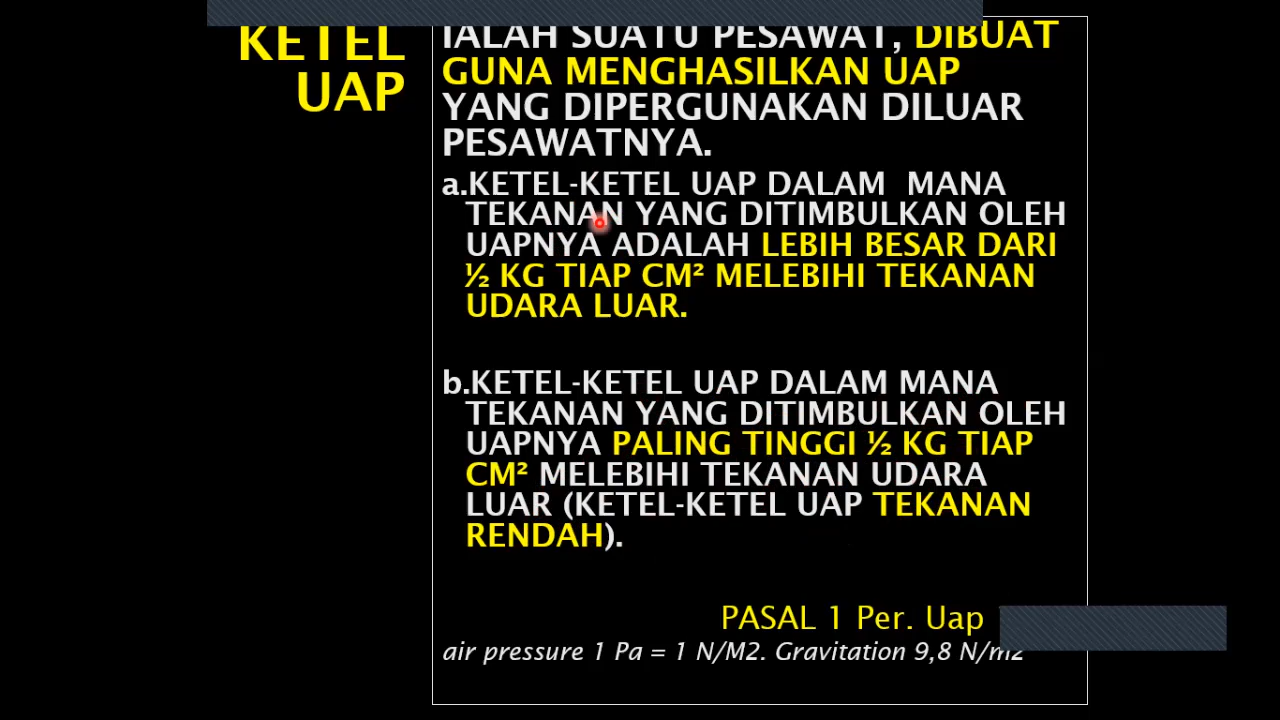 KETEL
UAP
IALAH SUATU PESAWAT, DIBUAT
GUNA MENGHASILKAN UAP
YANG DIPERGUNAKAN DILUAR
PESAWATNYA.
a.KETEL-KETEL UAP DALAM MANA
TEKANAN YANG DITIMBULKAN OLEH
UAPNYA ADALAH LEBIH BESAR DARI
½ KG TIAP CM² MELEBIHI TEKANAN
UDARA LUAR.
b.KETEL-KETEL UAP DALAM MANA
TEKANAN YANG DITIMBULKAN OLEH
UAPNYA PALING TINGGI ½ KG TIAP
CM² MELEBIHI TEKANAN UDARA
LUAR (KETEL-KETEL UAP TEKANAN
RENDAH).
PASAL 1 Per. Uap
air pressure 1 Pa = 1 N/M2. Gravitation 9,8 N/m2